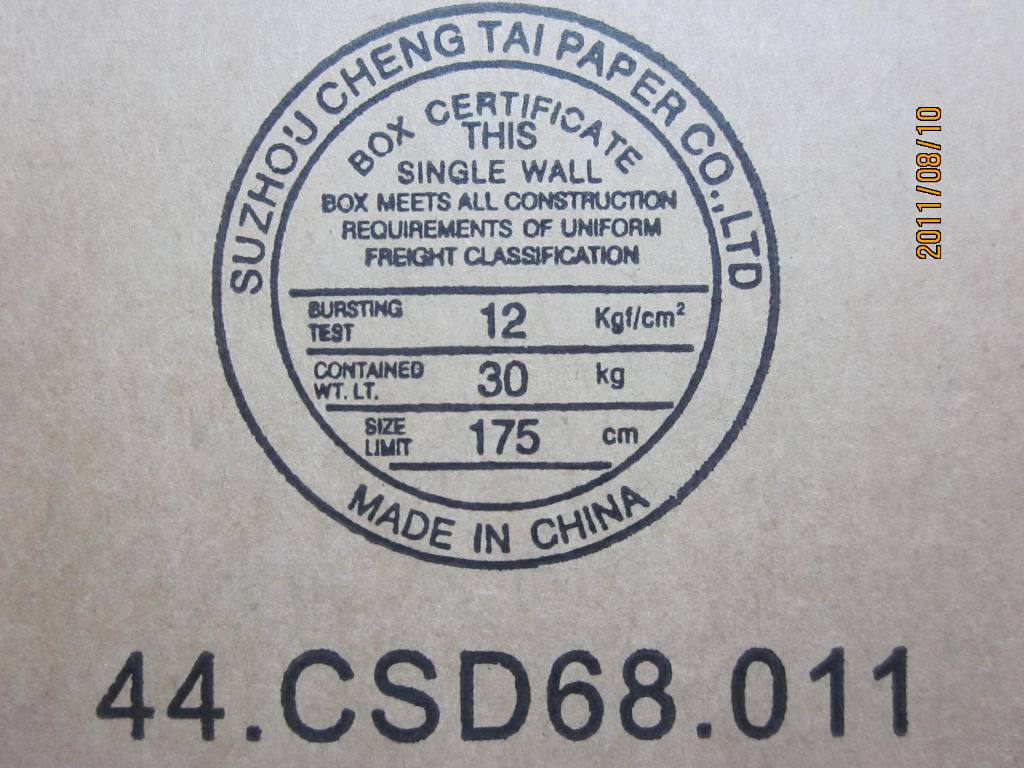 SUZHOU CHENG TAI PAPER CO.,LTD
BOX CERTIFICATE
THIS
SINGLE WALL
BOX MEETS ALL CONSTRUCTION
REQUIREMENTS OF UNIFORM
FREIGHT CLASSIFICATION
BURSTING TEST 12 Kgf/cm²
CONTAINED WT. LT. 30 kg
SIZE LIMIT 175 cm
MADE IN CHINA
44.CSD68.011
2011/08/10